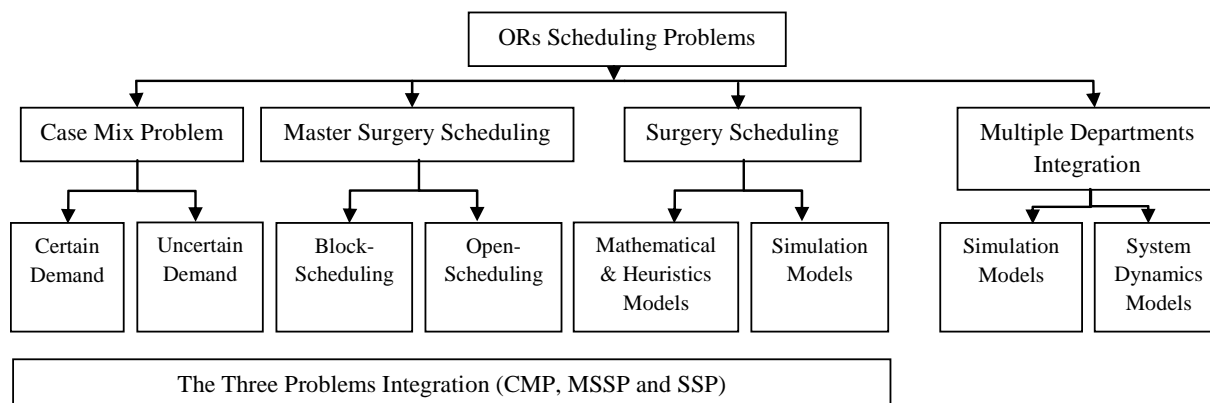 ORs Scheduling Problems
Case Mix Problem
Master Surgery Scheduling
Surgery Scheduling
Multiple Departments
Integration
Certain
Demand
Uncertain
Demand
Block-
Scheduling
Open-
Scheduling
Mathematical
& Heuristics
Models
Simulation
Models
Simulation
Models
System
Dynamics
Models
The Three Problems Integration (CMP, MSSP and SSP)